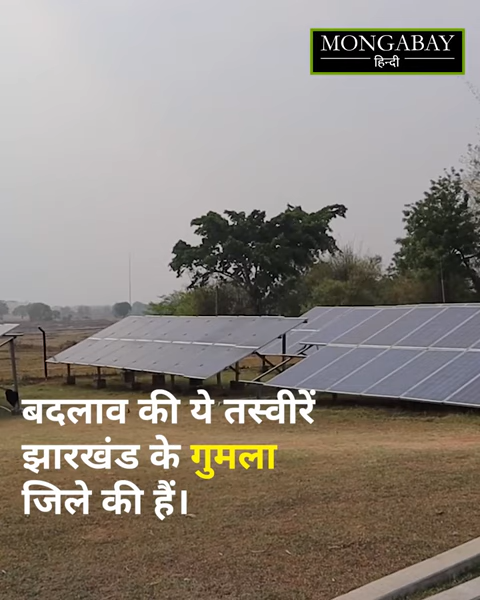 MONGABAY
हिन्दी
बदलाव की ये तस्वीरें
झारखंड के गुमला
जिले की हैं।